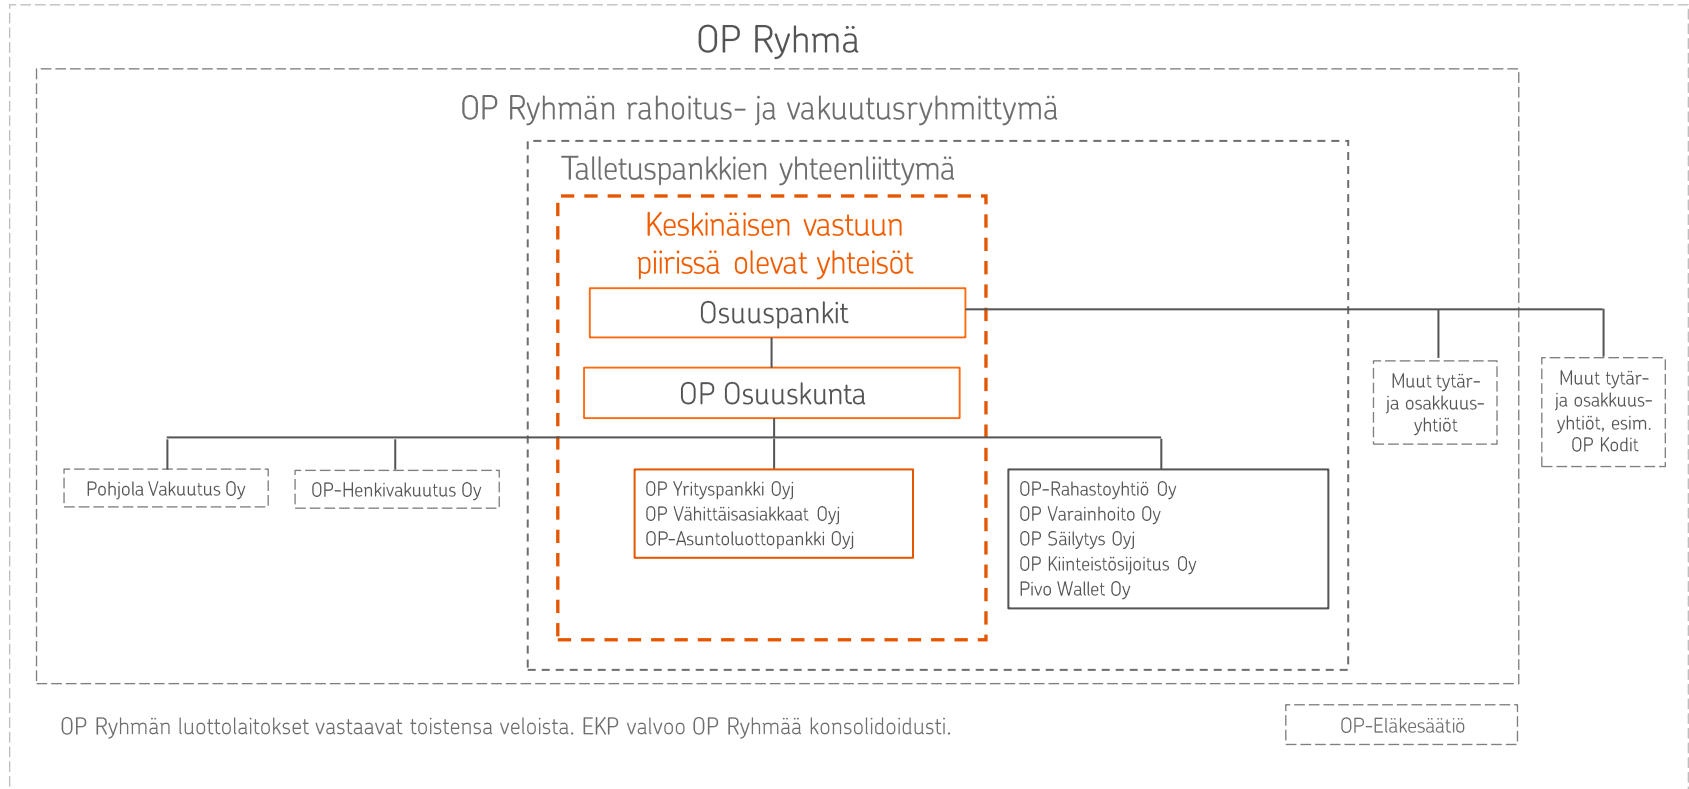 OP Ryhmä
OP Ryhmän rahoitus- ja vakuutusryhmittymä
Talletuspankkien yhteenliittymä
Keskinäisen vastuun
piirissä olevat yhteisöt
Osuuspankit
OP Osuuskunta
Muut tytär-
ja osakkuus-
yhtiöt
Muut tytär-
ja osakkuus-
yhtiöt, esim.
OP Kodit
Pohjola Vakuutus Oy
OP-Henkivakuutus Oy
OP Yrityspankki Oyj
OP Vähittäisasiakkaat Oyj
OP-Asuntoluottopankki Oyj
OP-Rahastoyhtiö Oy
OP Varainhoito Oy
OP Säilytys Oyj
OP Kiinteistösijoitus Oy
Pivo Wallet Oy
OP Ryhmän luottolaitokset vastaavat toistensa veloista. EKP valvoo OP Ryhmää konsolidoidusti.
OP-Eläkesäätiö